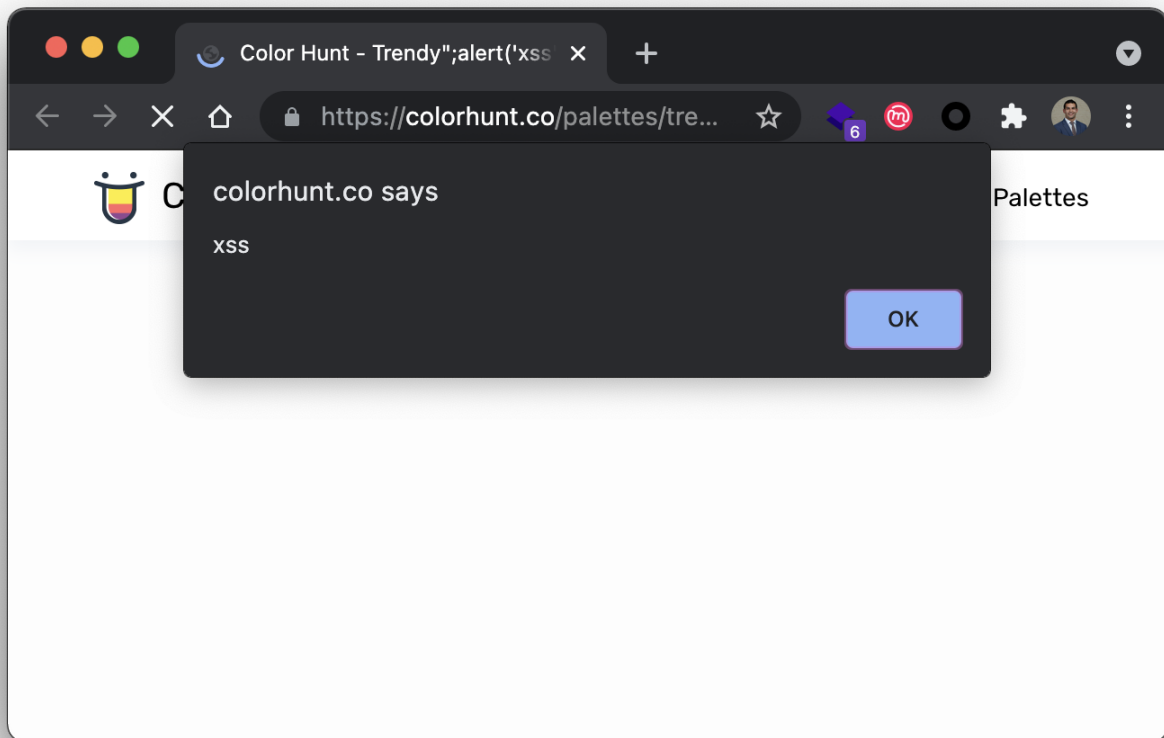 Color Hunt - Trendy";alert('xss
https://colorhunt.co/palettes/tre...
6
C
Palettes
colorhunt.co says
xss
OK